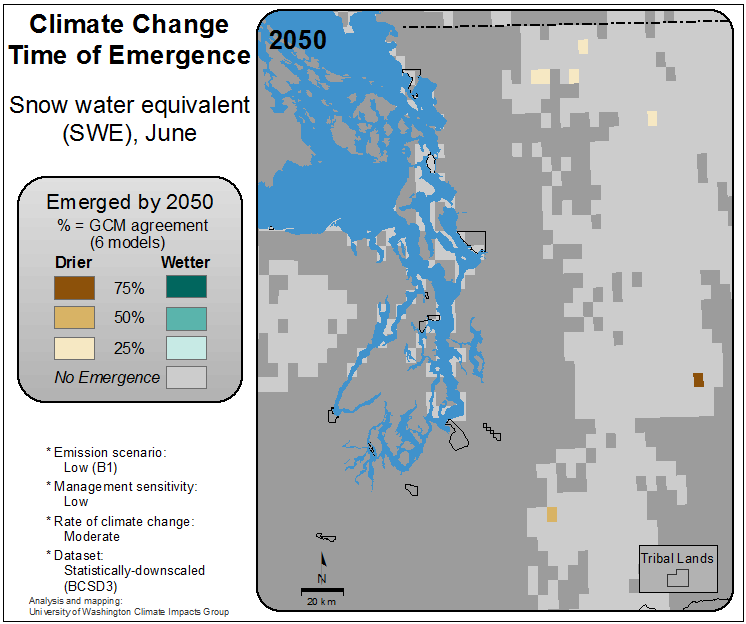 Climate Change
Time of Emergence
Snow water equivalent
(SWE), June
Emerged by 2050
% = GCM agreement
(6 models)
Drier Wetter
75%
50%
25%
No Emergence
* Emission scenario:
Low (B1)
* Management sensitivity:
Low
* Rate of climate change:
Moderate
* Dataset:
Statistically-downscaled
(BCSD3)
Analysis and mapping:
University of Washington Climate Impacts Group
2050
N
20 km
Tribal Lands